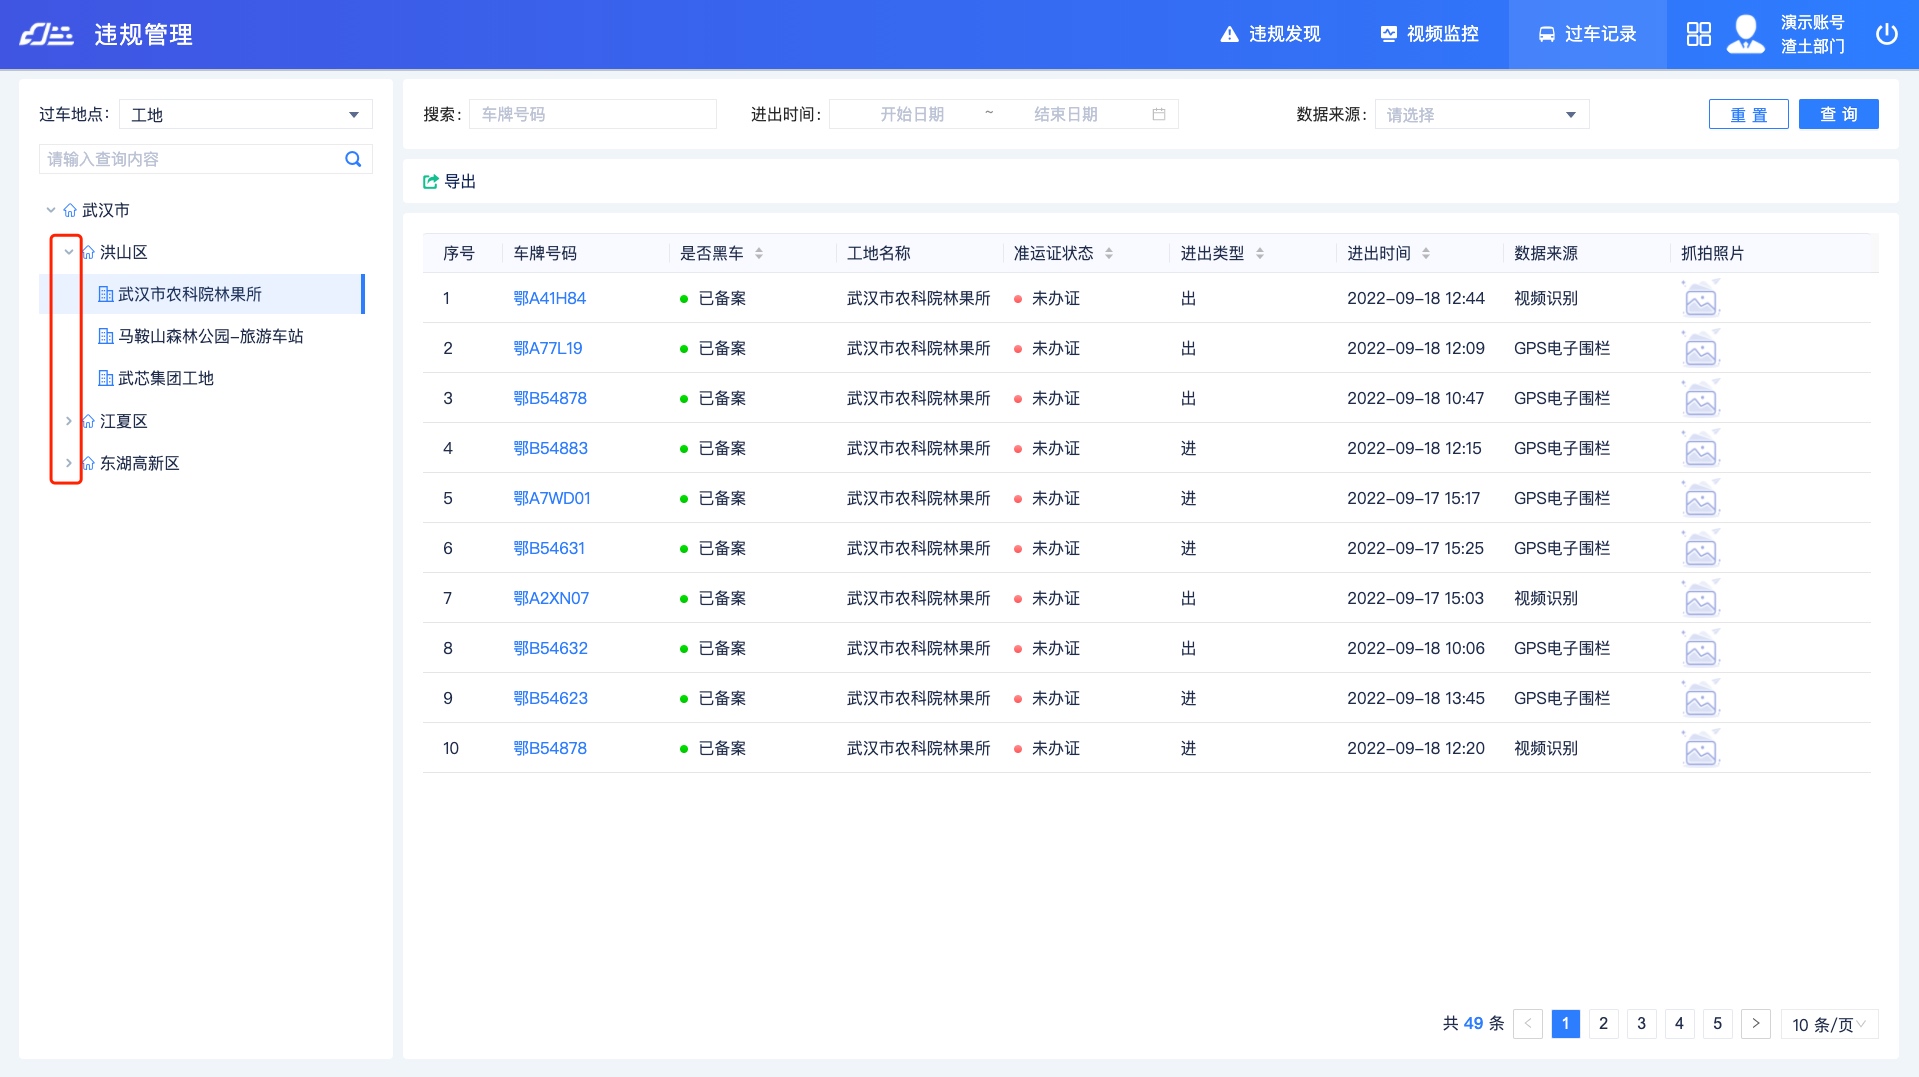 违规管理
违规发现
视频监控
过车记录
演示账号
渣土部门
过车地点：
工地
请输入查询内容
武汉市
洪山区
武汉市农科院林果所
马鞍山森林公园-旅游车站
武芯集团工地
江夏区
东湖高新区
搜索：
车牌号码
进出时间：
开始日期 ~ 结束日期
数据来源：
请选择
重 置
查 询
导出
序号 车牌号码 是否黑车 工地名称 准运证状态 进出类型 进出时间 数据来源 抓拍照片
1 鄂A41H84 已备案 武汉市农科院林果所 未办证 出 2022-09-18 12:44 视频识别
2 鄂A77L19 已备案 武汉市农科院林果所 未办证 出 2022-09-18 12:09 GPS电子围栏
3 鄂B54878 已备案 武汉市农科院林果所 未办证 出 2022-09-18 10:47 GPS电子围栏
4 鄂B54883 已备案 武汉市农科院林果所 未办证 进 2022-09-18 12:15 GPS电子围栏
5 鄂A7WD01 已备案 武汉市农科院林果所 未办证 进 2022-09-17 15:17 GPS电子围栏
6 鄂B54631 已备案 武汉市农科院林果所 未办证 进 2022-09-17 15:25 GPS电子围栏
7 鄂A2XN07 已备案 武汉市农科院林果所 未办证 出 2022-09-17 15:03 视频识别
8 鄂B54632 已备案 武汉市农科院林果所 未办证 出 2022-09-18 10:06 GPS电子围栏
9 鄂B54623 已备案 武汉市农科院林果所 未办证 进 2022-09-18 13:45 GPS电子围栏
10 鄂B54878 已备案 武汉市农科院林果所 未办证 进 2022-09-18 12:20 视频识别
共 49 条 < 1 2 3 4 5 > 10 条/页